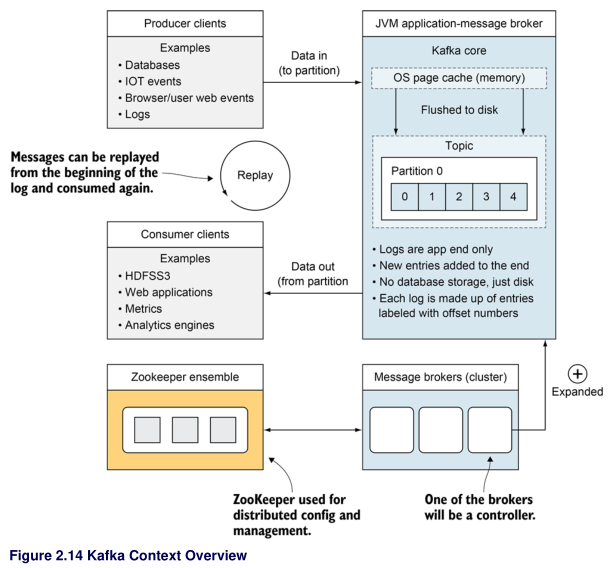 Producer clients
Examples
• Databases
• IOT events
• Browser/user web events
• Logs
Data in
(to partition)
JVM application-message broker
Kafka core
OS page cache (memory)
Flushed to disk
Topic
Partition 0
0 1 2 3 4
• Logs are app end only
• New entries added to the end
• No database storage, just disk
• Each log is made up of entries
labeled with offset numbers
Messages can be replayed
from the beginning of the
log and consumed again.
Replay
Consumer clients
Examples
• HDFSS3
• Web applications
• Metrics
• Analytics engines
Data out
(from partition
Zookeeper ensemble
Message brokers (cluster)
+
Expanded
ZooKeeper used for
distributed config and
management.
One of the brokers
will be a controller.
Figure 2.14 Kafka Context Overview